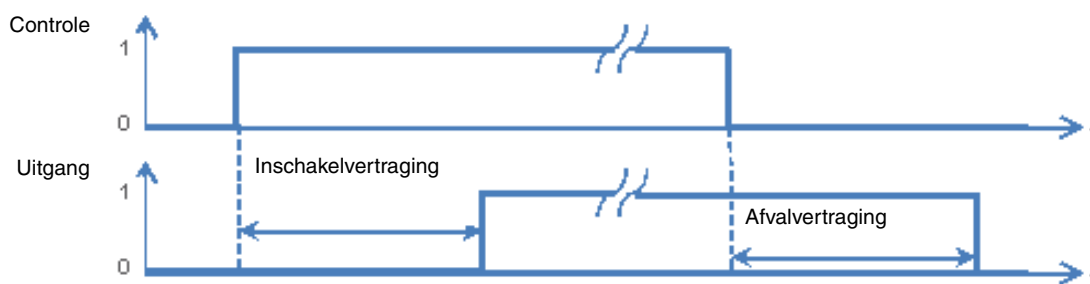 Controle
1
0
Uitgang
Inschakelvertraging
1
Afvalvertraging
0